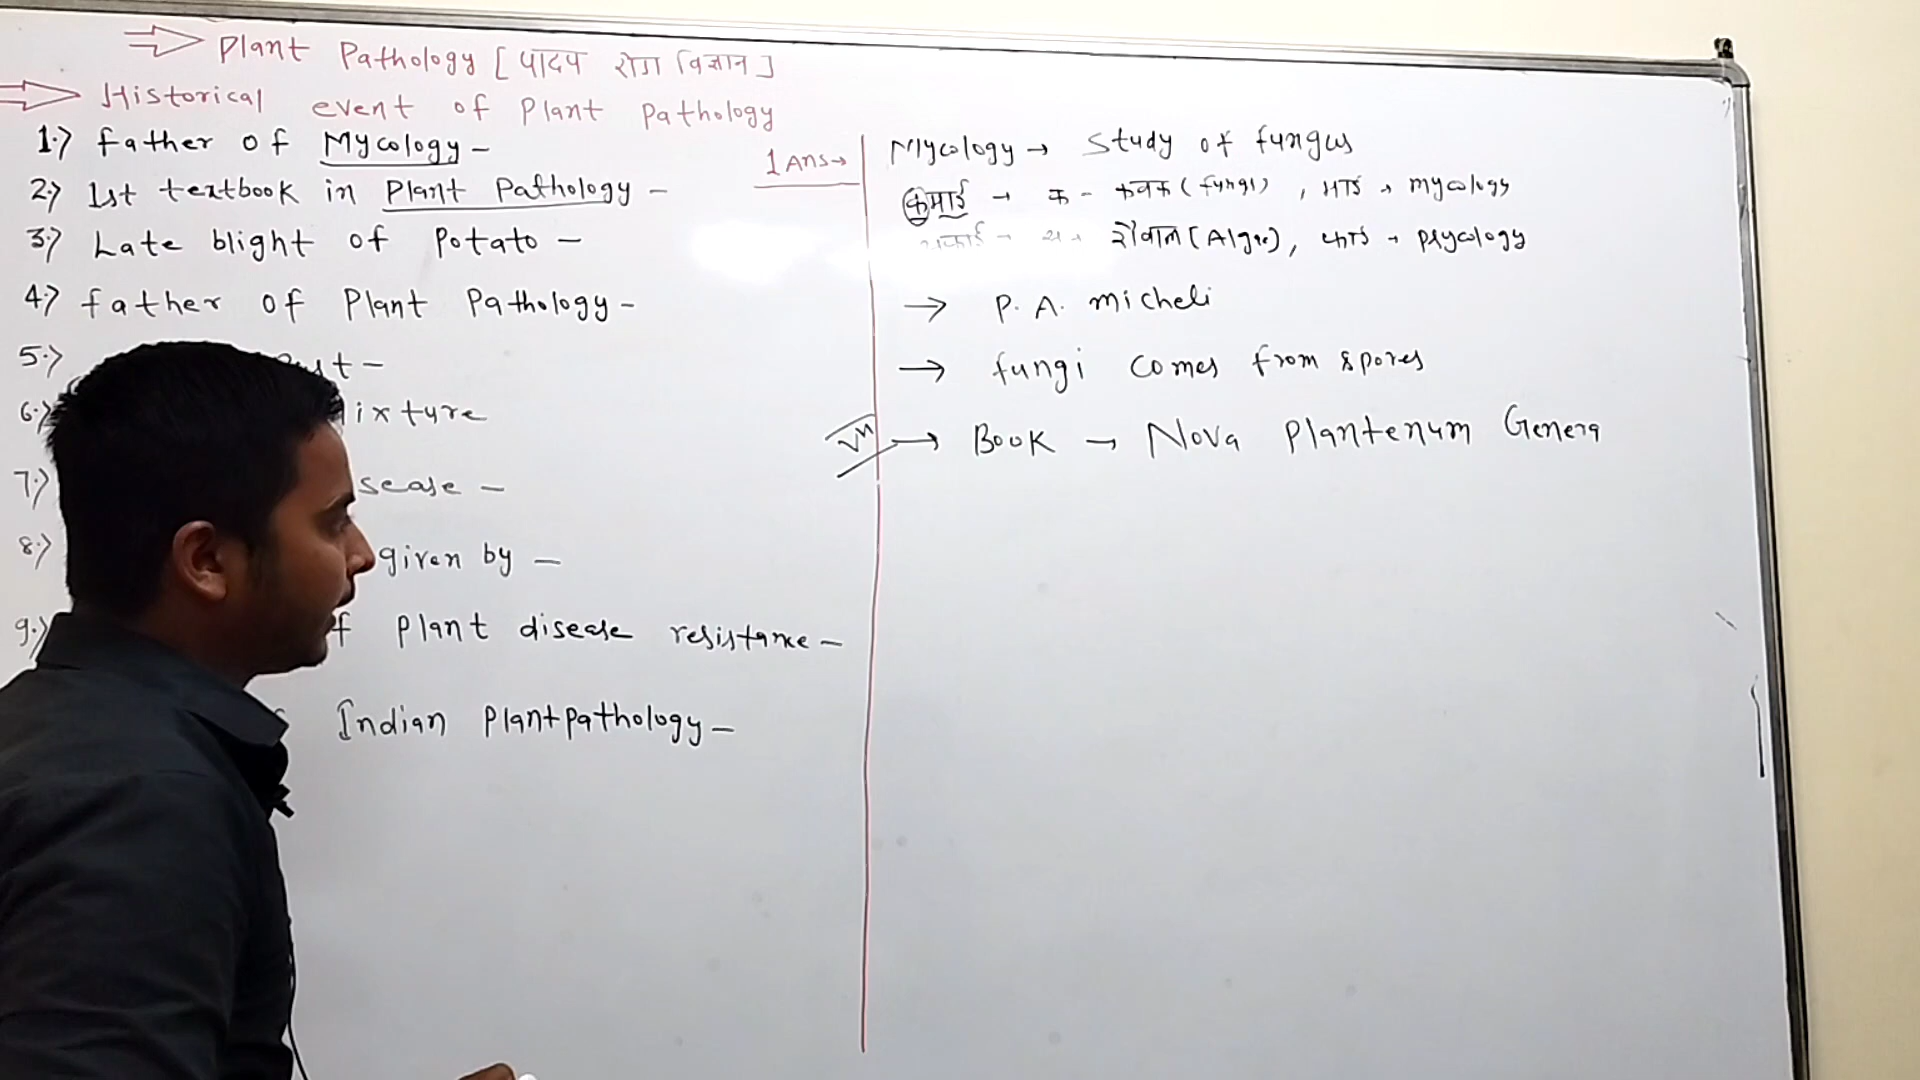 Plant Pathology [पादप रोग विज्ञान]
Historical event of Plant Pathology
1.) father of Mycology -
2.) 1st textbook in Plant Pathology -
3.) Late blight of Potato -
4.) father of Plant Pathology -
5.) -
6.) ixture
7.) sease -
8.) given by -
9.) f Plant disease resistance -
Indian Plantpathology -
1 Ans →
Mycology → Study of fungus
कमाई → क - कवक (fungi), माई → mycology
शैवाल (Algae), फाई → phycology
→ P. A. micheli
→ fungi comes from spores
→ Book → Nova Plantenum Genera